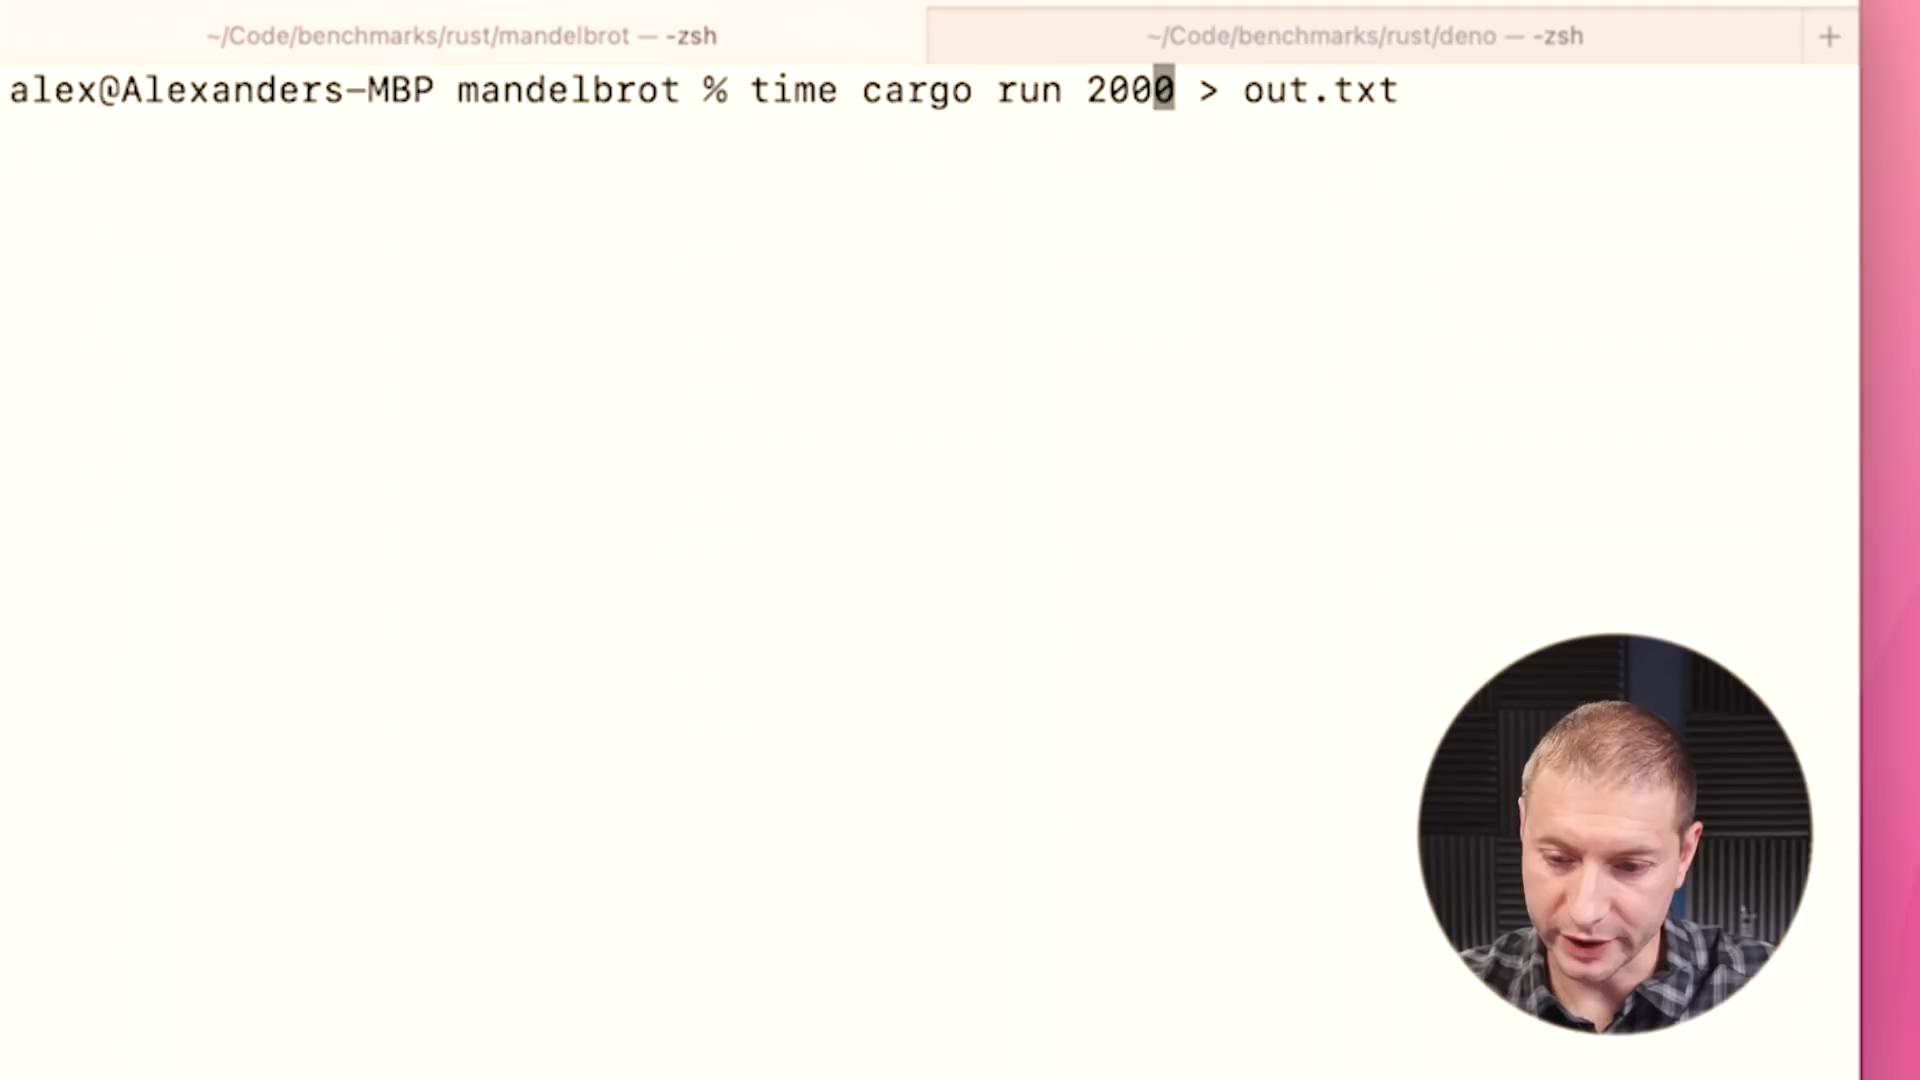 ~/Code/benchmarks/rust/mandelbrot — -zsh
~/Code/benchmarks/rust/deno — -zsh
+
alex@Alexanders-MBP mandelbrot % time cargo run 2000 > out.txt